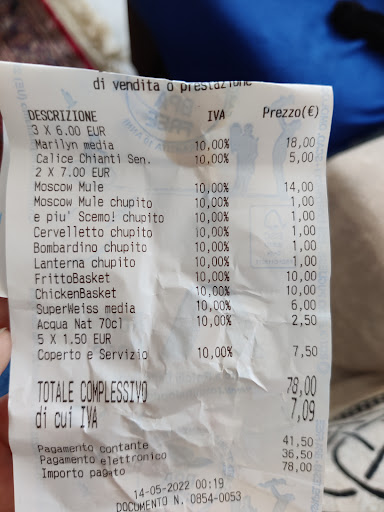 di vendita o prestazione
DESCRIZIONE IVA Prezzo(€)
3 X 6.00 EUR
Marilyn media 10,00% 18,00
Calice Chianti Sen. 10,00% 5,00
2 X 7.00 EUR
Moscow Mule 10,00% 14,00
Moscow Mule chupito 10,00% 1,00
e piu' Scemo! chupito 10,00% 1,00
Cervelletto chupito 10,00% 1,00
Bombardino chupito 10,00% 1,00
Lanterna chupito 10,00% 1,00
FrittoBasket 10,00% 10,00
ChickenBasket 10,00% 10,00
SuperWeiss media 10,00% 6,00
Acqua Nat 70cl 10,00% 2,50
5 X 1.50 EUR
Coperto e Servizio 10,00% 7,50
TOTALE COMPLESSIVO 78,00
di cui IVA 7,09
Pagamento contante 41,50
Pagamento elettronico 36,50
Importo pagato 78,00
14-05-2022 00:19
DOCUMENTO N. 0854-0053